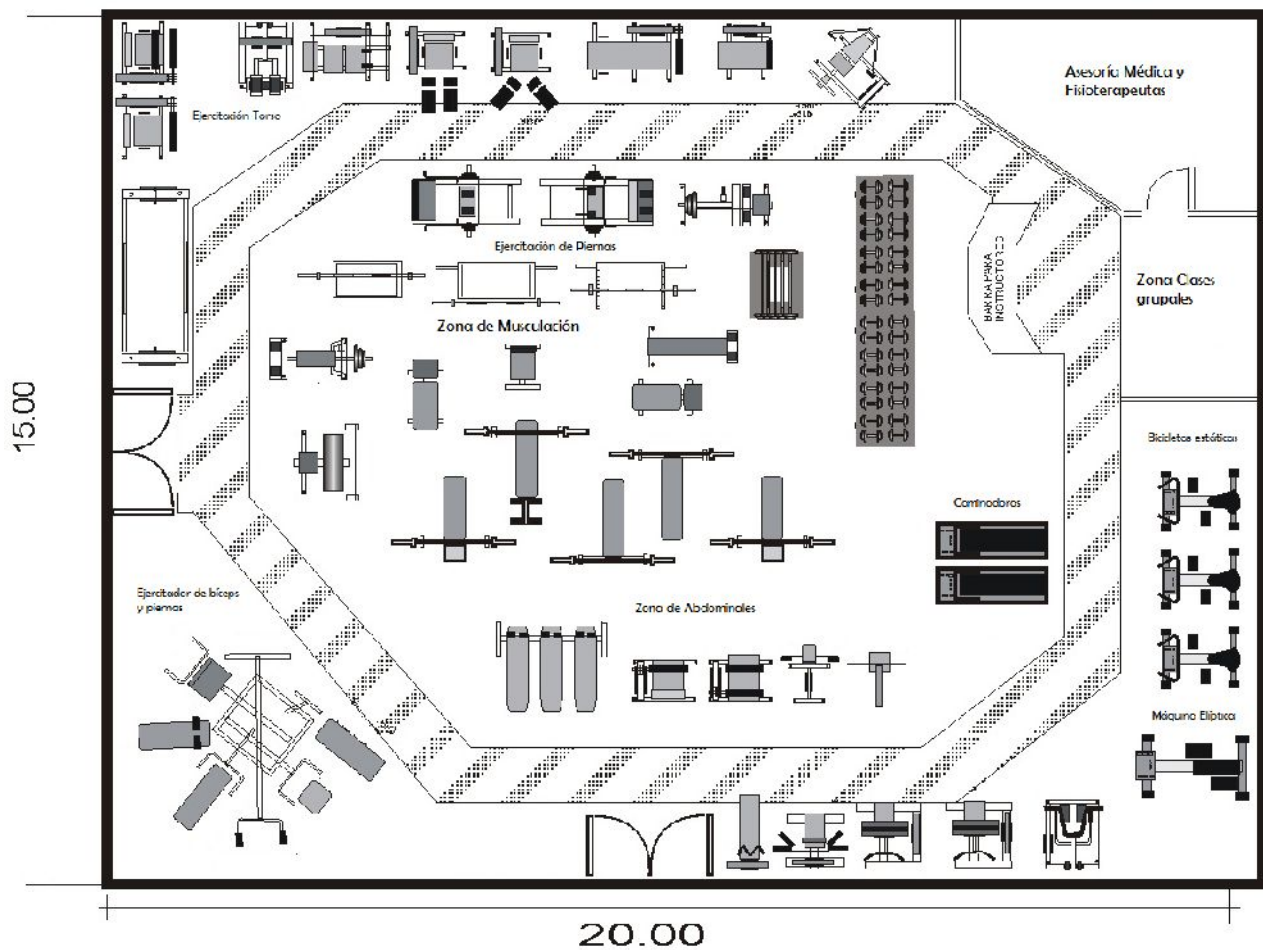 Asesoría Médica y
Fisioterapeutas
Ejercitación Torso
Ejercitación de Piernas
BARRA PARA
INSTRUCTORES
Zona Clases
grupales
Zona de Musculación
15.00
Bicicletas estáticas
Caminadoras
Ejercitador de bíceps
y piernas
Zona de Abdominales
Máquina Elíptica
20.00